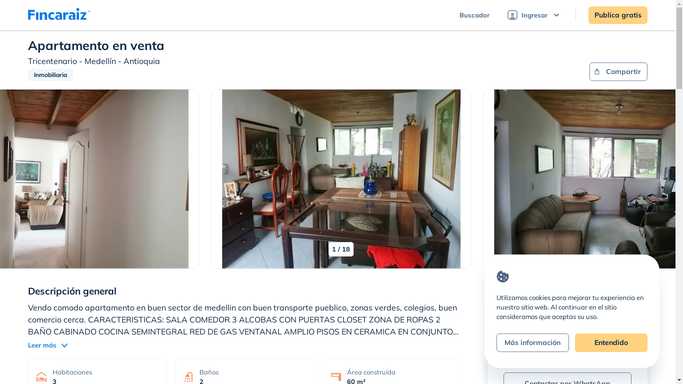 Fincaraiz
Buscador
Ingresar
Publica gratis
Apartamento en venta
Tricentenario - Medellín - Antioquia
Inmobiliaria
Compartir
1 / 18
Descripción general
Vendo comodo apartamento en buen sector de medellin con buen transporte pueblico, zonas verdes, colegios, buen
comercio cerca. CARACTERISTICAS: SALA COMEDOR 3 ALCOBAS CON PUERTAS CLOSET ZONA DE ROPAS 2
BAÑO CABINADO COCINA SEMINTEGRAL RED DE GAS VENTANAL AMPLIO PISOS EN CERAMICA EN CONJUNTO...
Leer más
Habitaciones
3
Baños
2
Área construida
60 m²
Utilizamos cookies para mejorar tu experiencia en
nuestro sitio web. Al continuar en el sitio
consideramos que aceptas su uso.
Más información
Entendido
Contactar por WhatsApp